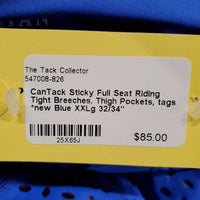 The Tack Collector
547008-826
CanTack Sticky Full Seat Riding
Tight Breeches, Thigh Pockets, tags
*new Blue XXLg 32/34"
$85.00
25X65J